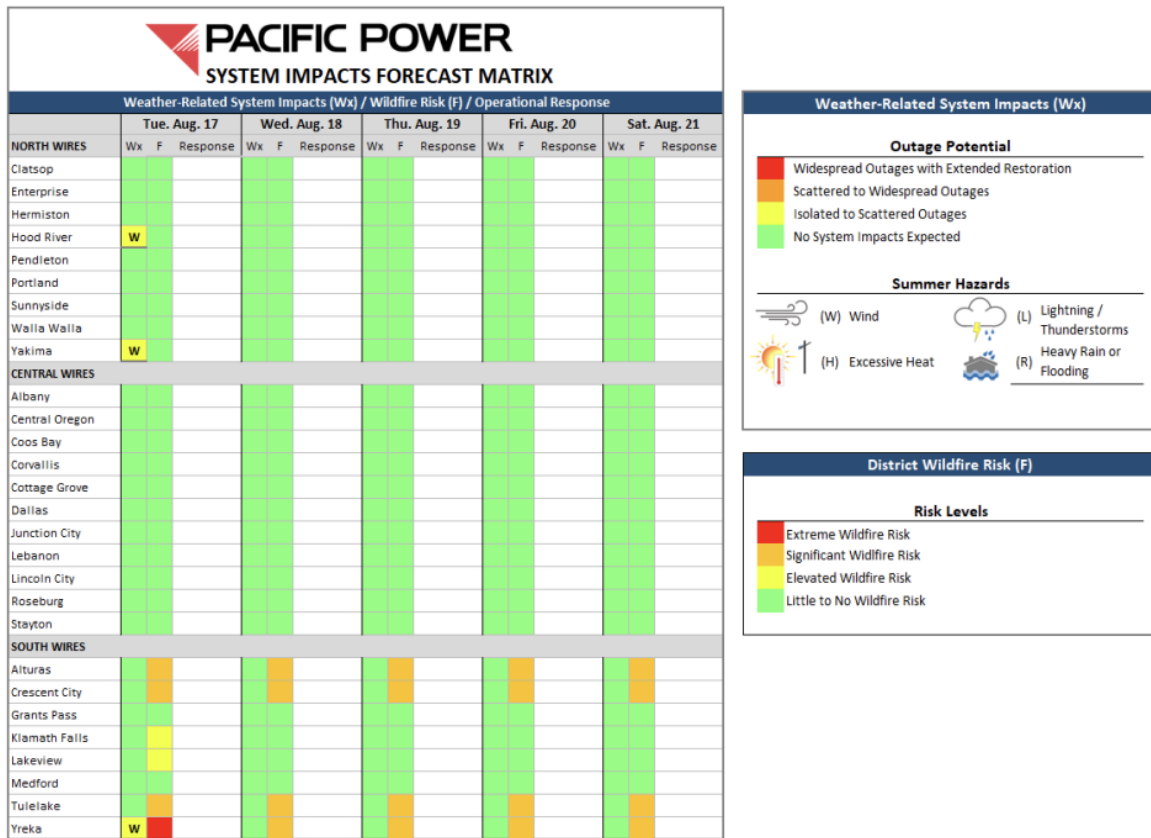 PACIFIC POWER
SYSTEM IMPACTS FORECAST MATRIX
Weather-Related System Impacts (Wx) / Wildfire Risk (F) / Operational Response
Tue. Aug. 17 Wed. Aug. 18 Thu. Aug. 19 Fri. Aug. 20 Sat. Aug. 21
NORTH WIRES Wx F Response Wx F Response Wx F Response Wx F Response Wx F Response
Clatsop
Enterprise
Hermiston
Hood River W
Pendleton
Portland
Sunnyside
Walla Walla
Yakima W
CENTRAL WIRES
Albany
Central Oregon
Coos Bay
Corvallis
Cottage Grove
Dallas
Junction City
Lebanon
Lincoln City
Roseburg
Stayton
SOUTH WIRES
Alturas
Crescent City
Grants Pass
Klamath Falls
Lakeview
Medford
Tulelake
Yreka W
Weather-Related System Impacts (Wx)
Outage Potential
Widespread Outages with Extended Restoration
Scattered to Widespread Outages
Isolated to Scattered Outages
No System Impacts Expected
Summer Hazards
(W) Wind
(L) Lightning /
Thunderstorms
(H) Excessive Heat
(R) Heavy Rain or
Flooding
District Wildfire Risk (F)
Risk Levels
Extreme Wildfire Risk
Significant Widlfire Risk
Elevated Wildfire Risk
Little to No Wildfire Risk